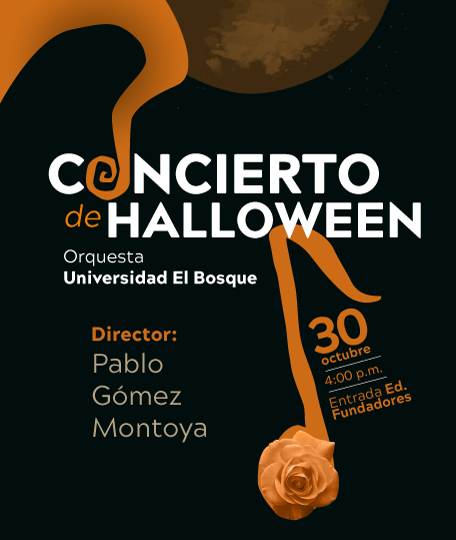 CONCIERTO
de HALLOWEEN
Orquesta
Universidad El Bosque
Director:
Pablo
Gómez
Montoya
30
octubre
4:00 p.m.
Entrada Ed.
Fundadores